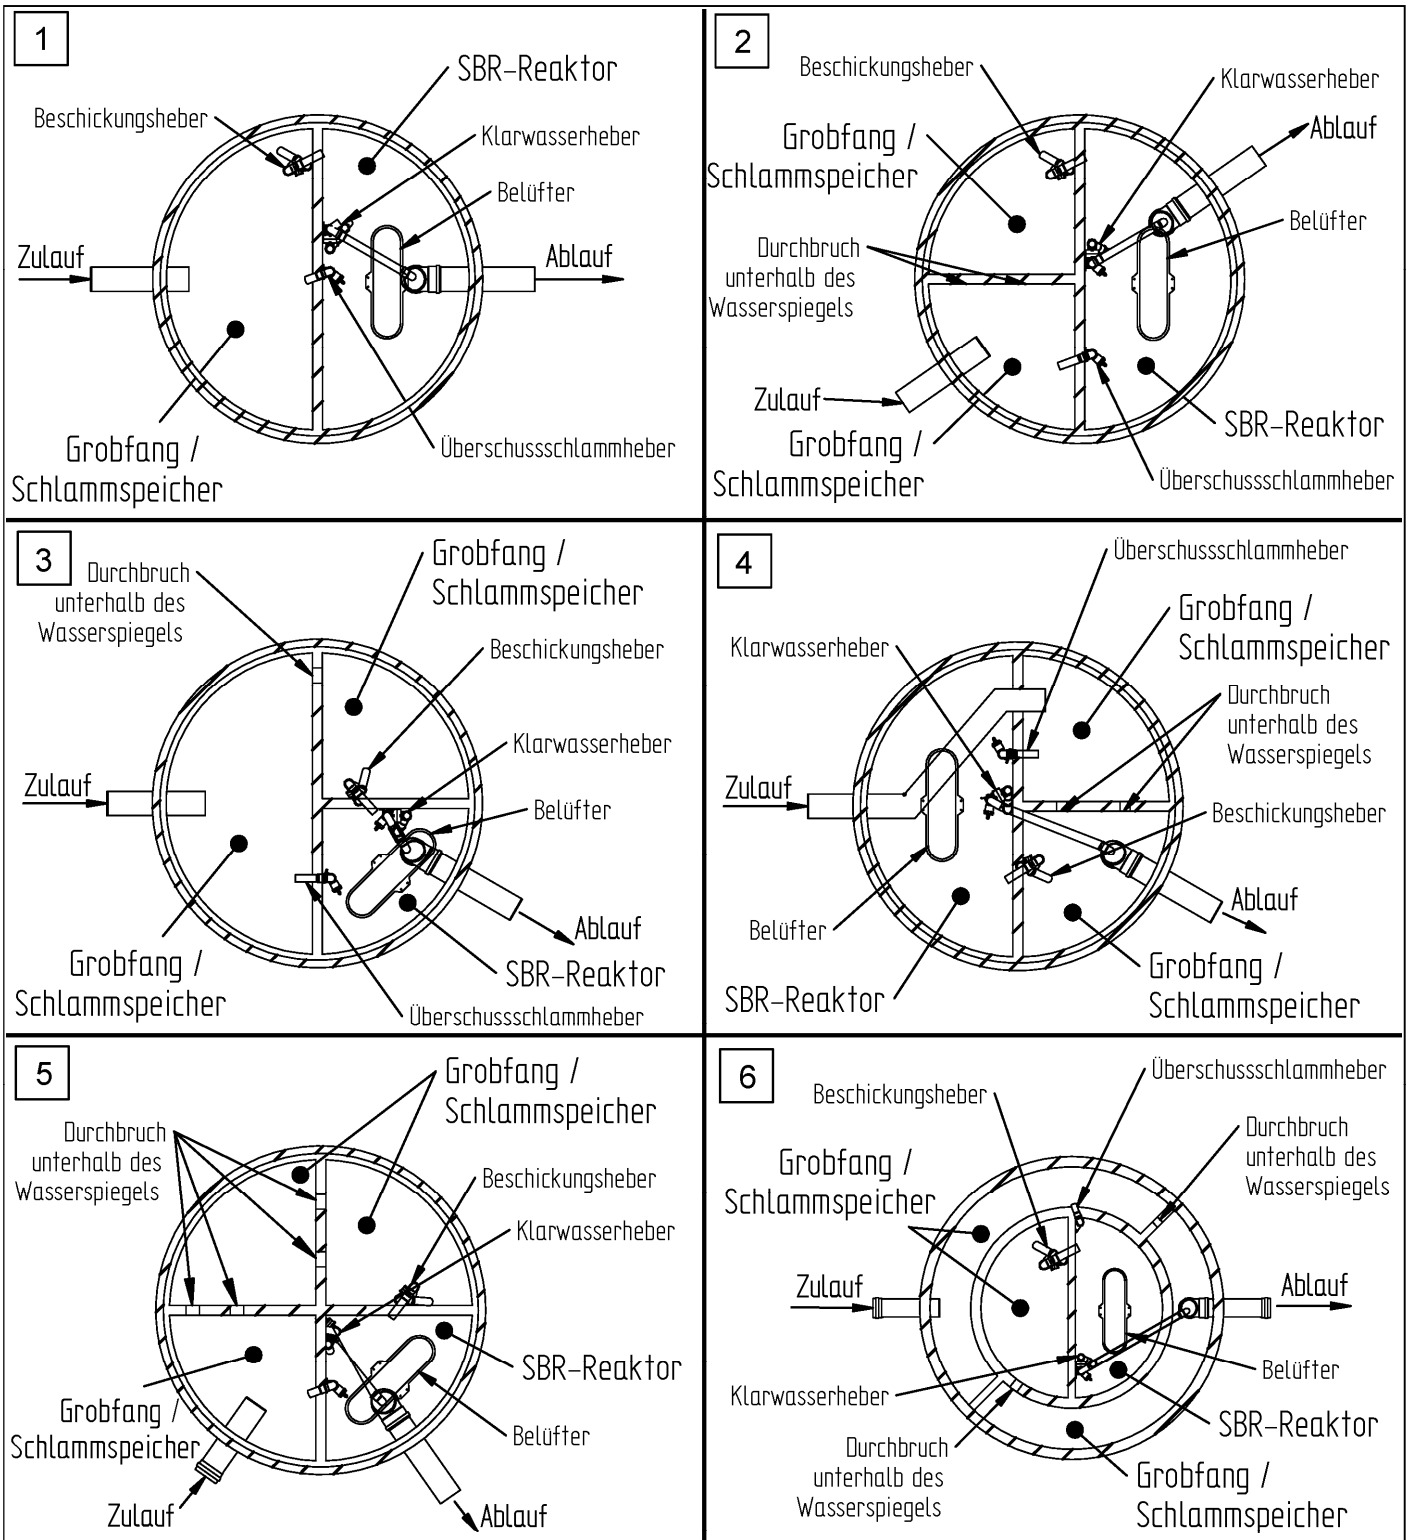 1
SBR-Reaktor
Beschickungsheber
Klarwasserheber
Belüfter
Zulauf
Ablauf
Grobfang /
Schlammspeicher
Überschussschlammheber
2
Beschickungsheber
Klarwasserheber
Grobfang /
Schlammspeicher
Ablauf
Belüfter
Durchbruch
unterhalb des
Wasserspiegels
Zulauf
Grobfang /
Schlammspeicher
SBR-Reaktor
Überschussschlammheber
3
Durchbruch
unterhalb des
Wasserspiegels
Grobfang /
Schlammspeicher
Beschickungsheber
Klarwasserheber
Zulauf
Belüfter
Ablauf
Grobfang /
Schlammspeicher
SBR-Reaktor
Überschussschlammheber
4
Überschussschlammheber
Grobfang /
Schlammspeicher
Klarwasserheber
Durchbruch
unterhalb des
Wasserspiegels
Zulauf
Beschickungsheber
Ablauf
Belüfter
SBR-Reaktor
Grobfang /
Schlammspeicher
5
Grobfang /
Schlammspeicher
Durchbruch
unterhalb des
Wasserspiegels
Beschickungsheber
Klarwasserheber
SBR-Reaktor
Grobfang /
Schlammspeicher
Belüfter
Zulauf
Ablauf
6
Überschussschlammheber
Beschickungsheber
Durchbruch
unterhalb des
Wasserspiegels
Grobfang /
Schlammspeicher
Zulauf
Ablauf
Belüfter
Klarwasserheber
SBR-Reaktor
Durchbruch
unterhalb des
Wasserspiegels
Grobfang /
Schlammspeicher